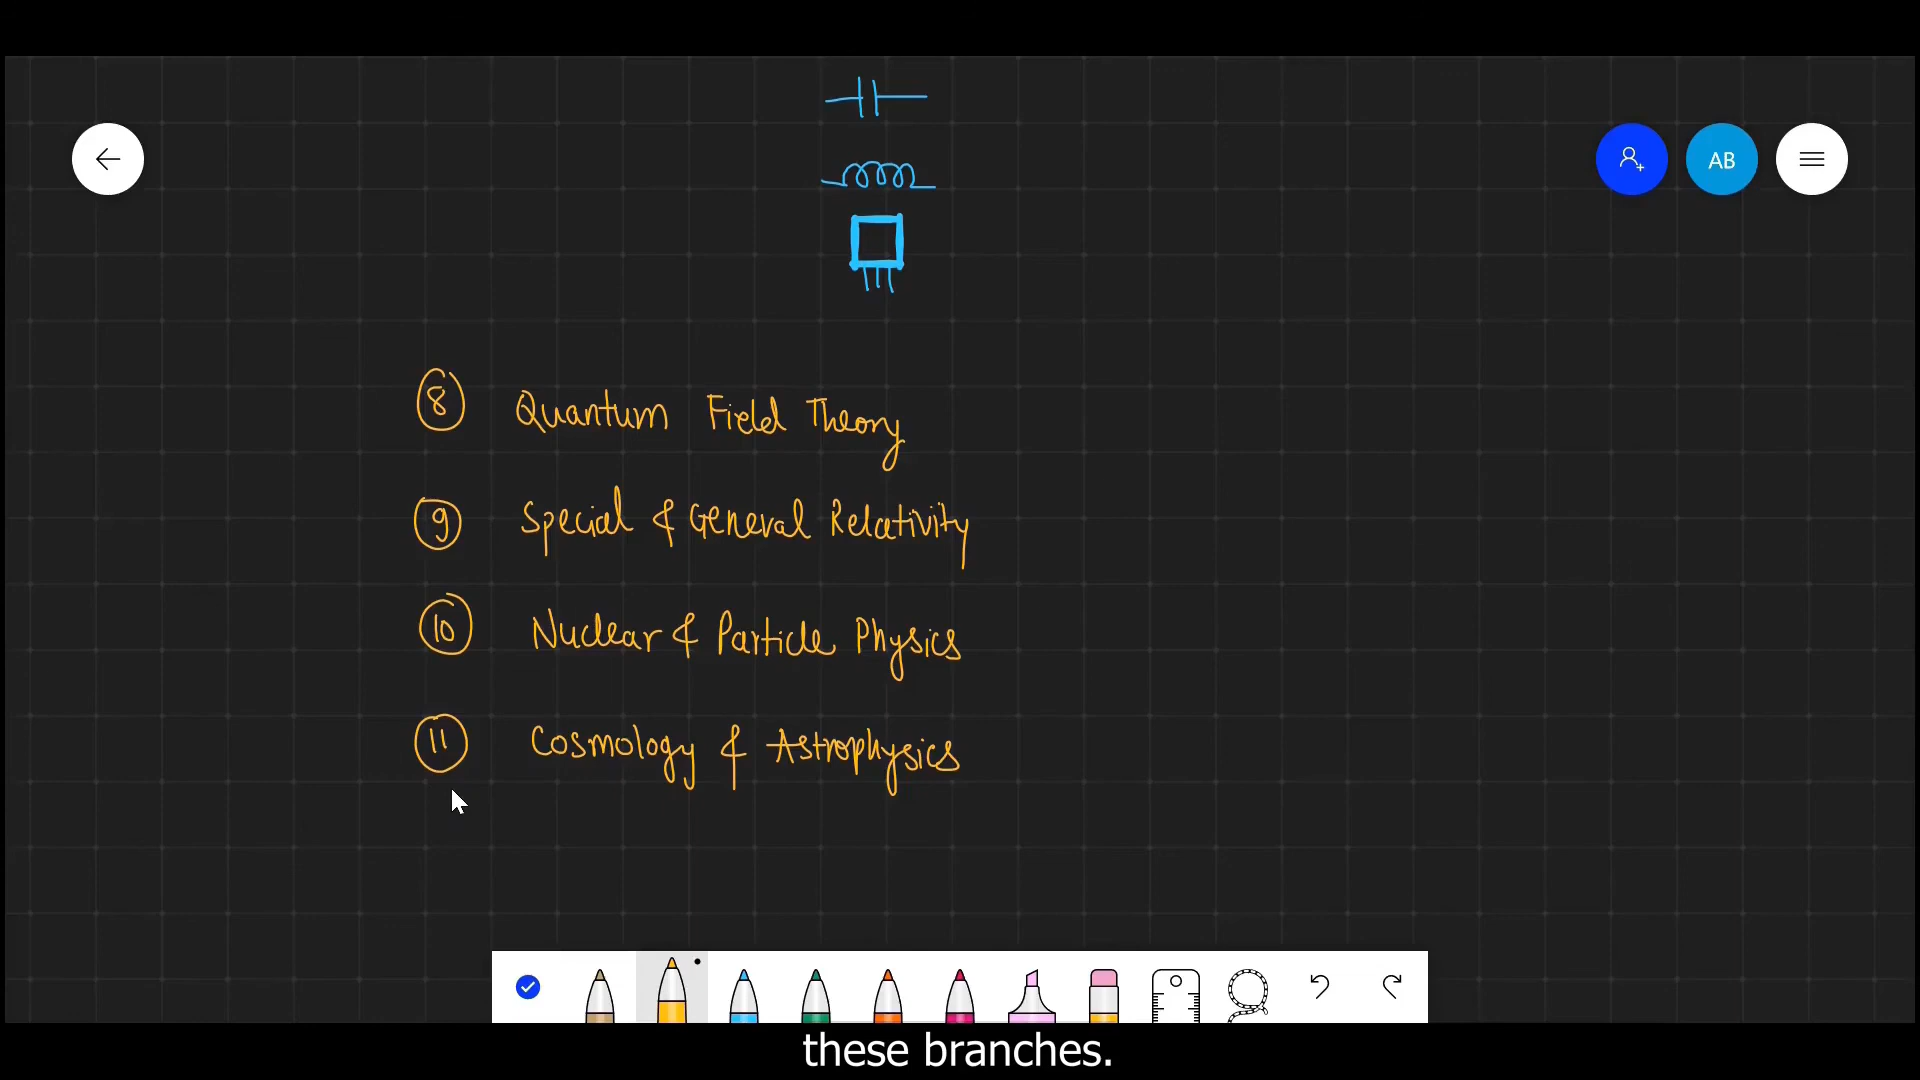 AB
8 Quantum Field Theory
9 Special & General Relativity
10 Nuclear & Particle Physics
11 Cosmology & Astrophysics
these branches.